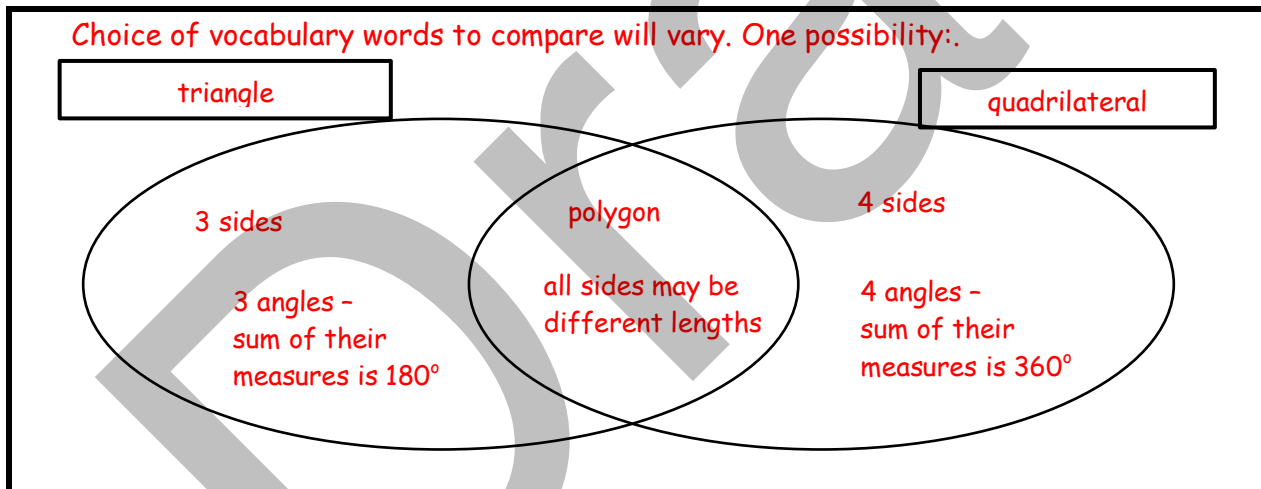 Choice of vocabulary words to compare will vary. One possibility:.
triangle
quadrilateral
3 sides
3 angles –
sum of their
measures is 180°
polygon
all sides may be
different lengths
4 sides
4 angles –
sum of their
measures is 360°
Dra